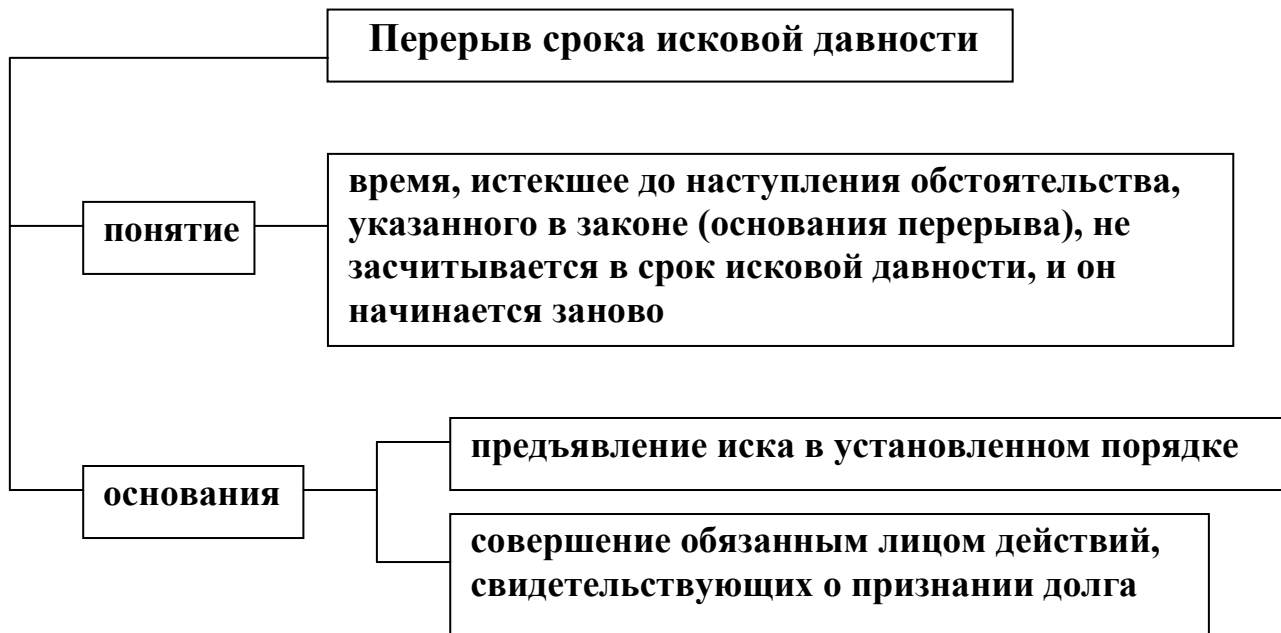 Перерыв срока исковой давности
понятие
время, истекшее до наступления обстоятельства,
указанного в законе (основания перерыва), не
засчитывается в срок исковой давности, и он
начинается заново
основания
предъявление иска в установленном порядке
совершение обязанным лицом действий,
свидетельствующих о признании долга